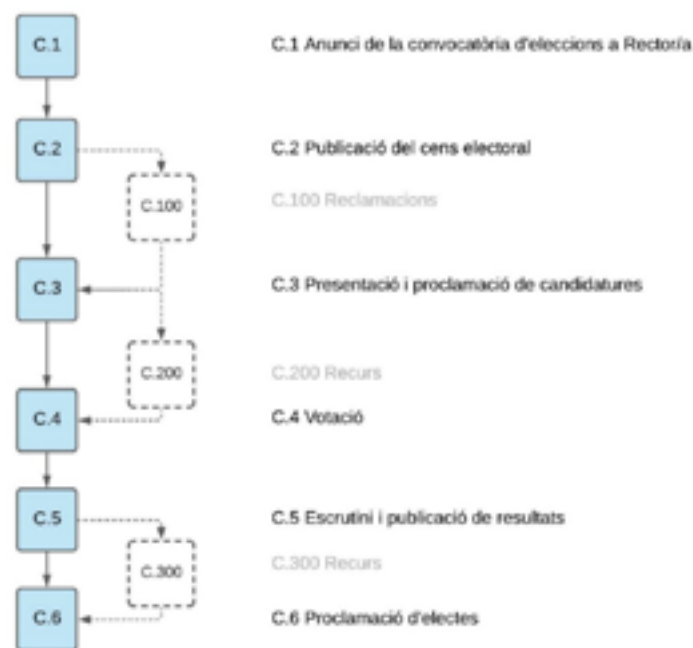 C.1 C.1 Anunci de la convocatòria d'eleccions a Rector/a
C.2 C.2 Publicació del cens electoral
C.100 C.100 Reclamacions
C.3 C.3 Presentació i proclamació de candidatures
C.200 C.200 Recurs
C.4 C.4 Votació
C.5 C.5 Escrutini i publicació de resultats
C.300 C.300 Recurs
C.6 C.6 Proclamació d'electes